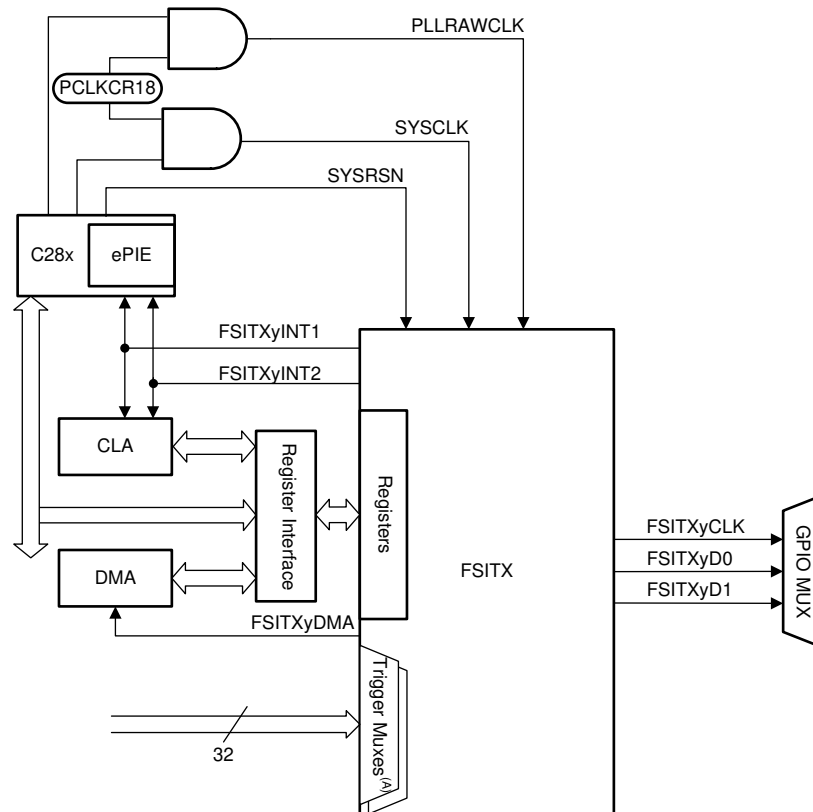 PLLRAWCLK
PCLKCR18
SYSCLK
SYSRSN
C28x
ePIE
FSITXyINT1
FSITXyINT2
CLA
Register Interface
Registers
FSITX
FSITXyCLK
FSITXyD0
FSITXyD1
GPIO MUX
DMA
FSITXyDMA
Trigger Muxes(A)
32